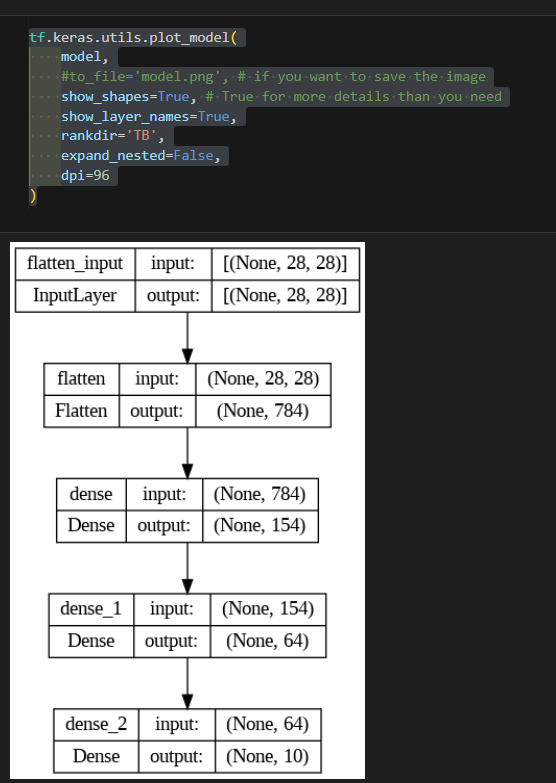 tf.keras.utils.plot_model(
    model,
    #to_file='model.png', # if you want to save the image
    show_shapes=True, # True for more details than you need
    show_layer_names=True,
    rankdir='TB',
    expand_nested=False,
    dpi=96
)
flatten_input input: [(None, 28, 28)]
InputLayer output: [(None, 28, 28)]
flatten input: (None, 28, 28)
Flatten output: (None, 784)
dense input: (None, 784)
Dense output: (None, 154)
dense_1 input: (None, 154)
Dense output: (None, 64)
dense_2 input: (None, 64)
Dense output: (None, 10)